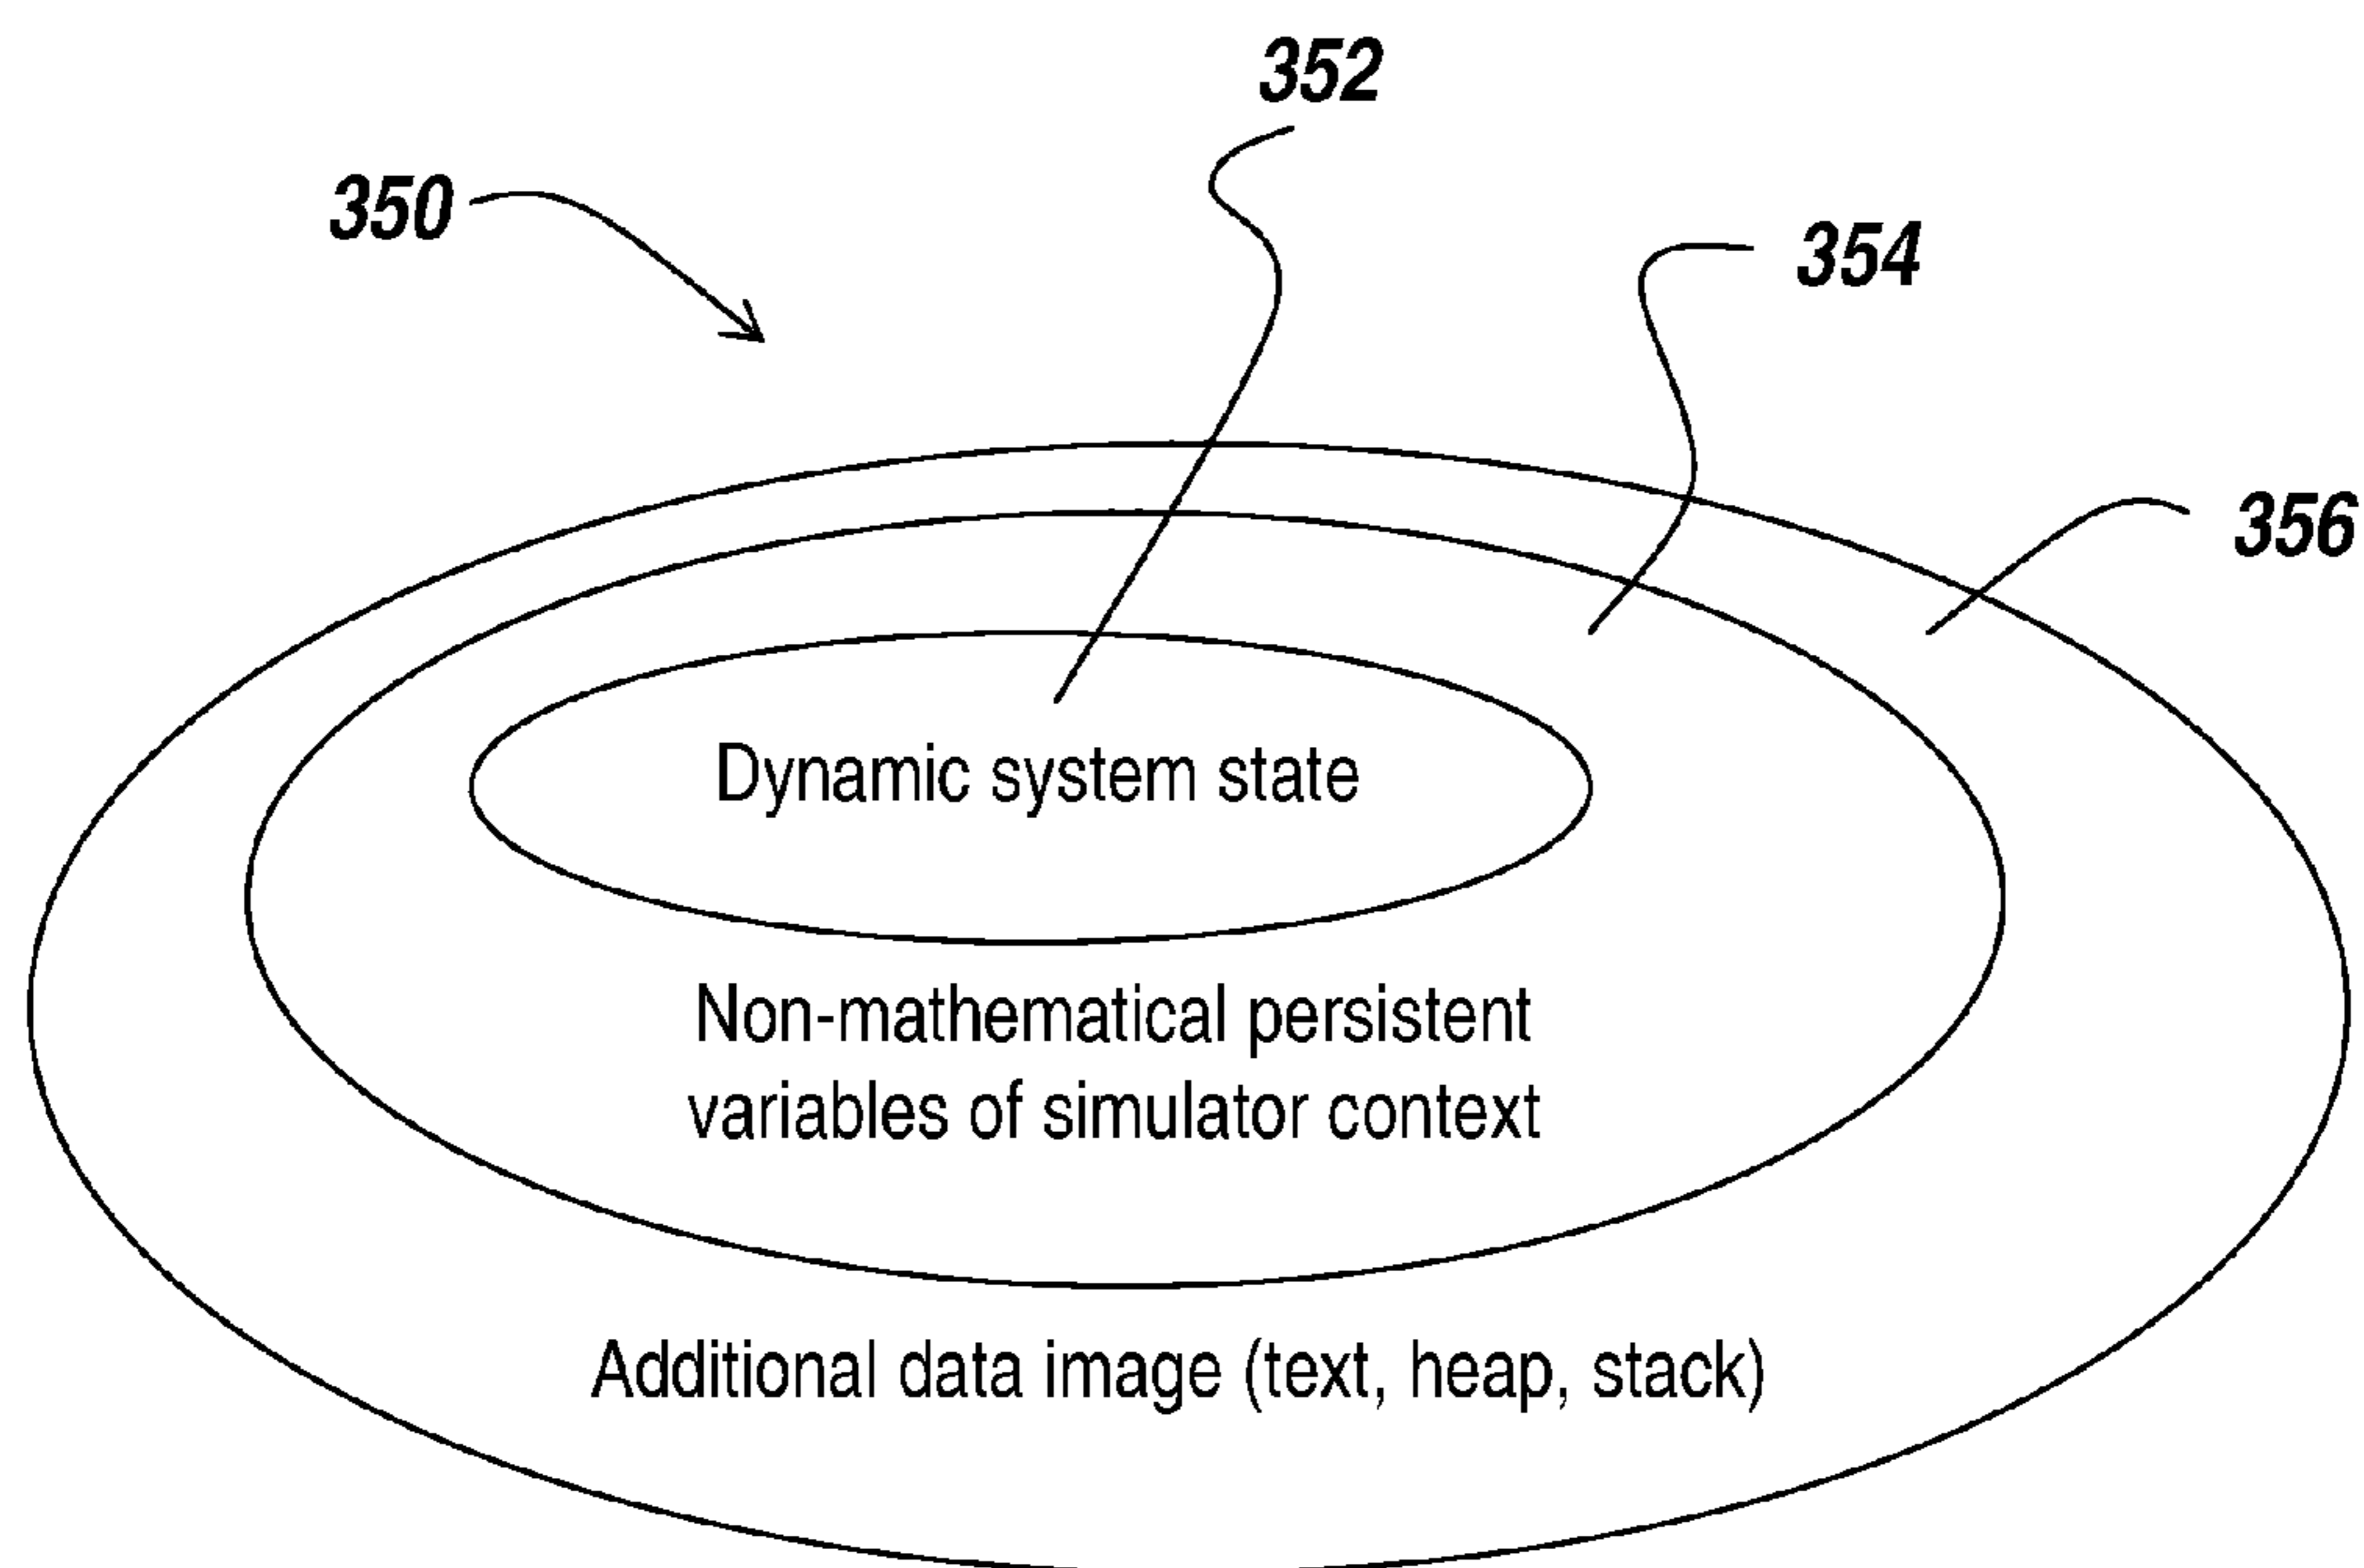 352
350
354
356
Dynamic system state
Non-mathematical persistent
variables of simulator context
Additional data image (text, heap, stack)